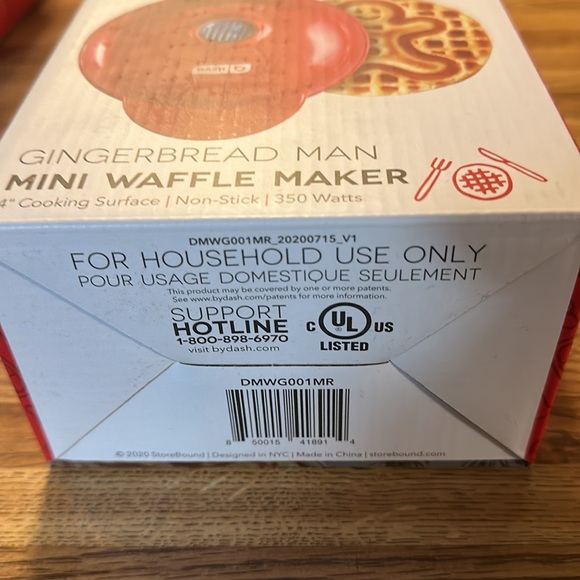 dash
GINGERBREAD MAN
MINI WAFFLE MAKER
4" Cooking Surface | Non-Stick | 350 Watts
DMWG001MR_20200715_V1
FOR HOUSEHOLD USE ONLY
POUR USAGE DOMESTIQUE SEULEMENT
This product may be covered by one or more patents.
See www.bydash.com/patents for more information.
SUPPORT
HOTLINE
1-800-898-6970
visit bydash.com
C UL ® US
LISTED
DMWG001MR
8 50015 41891 4
© 2020 StoreBound | Designed in NYC | Made in China | storebound.com